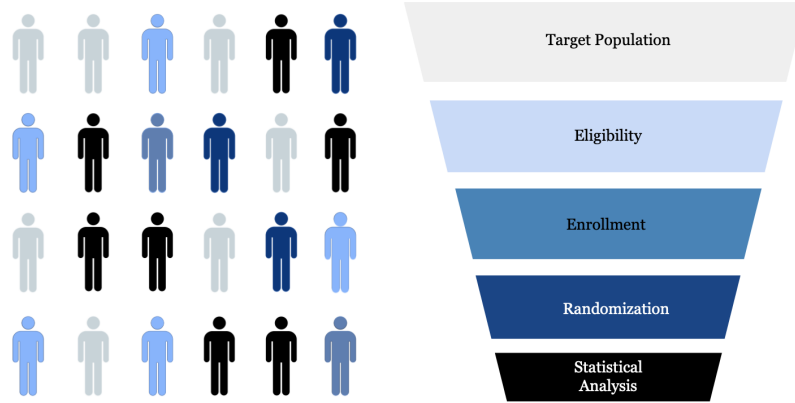 Target Population
Eligibility
Enrollment
Randomization
Statistical
Analysis